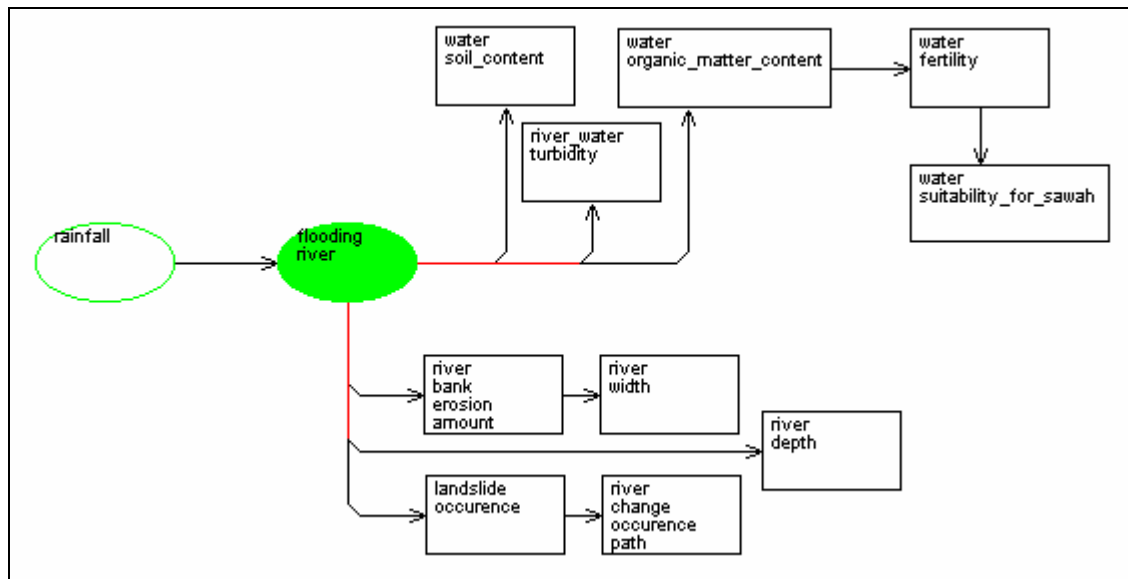 water
soil_content
water
organic_matter_content
water
fertility
river_water
turbidity
water
suitability_for_sawah
rainfall
flooding
river
river
bank
erosion
amount
river
width
river
depth
landslide
occurence
river
change
occurence
path